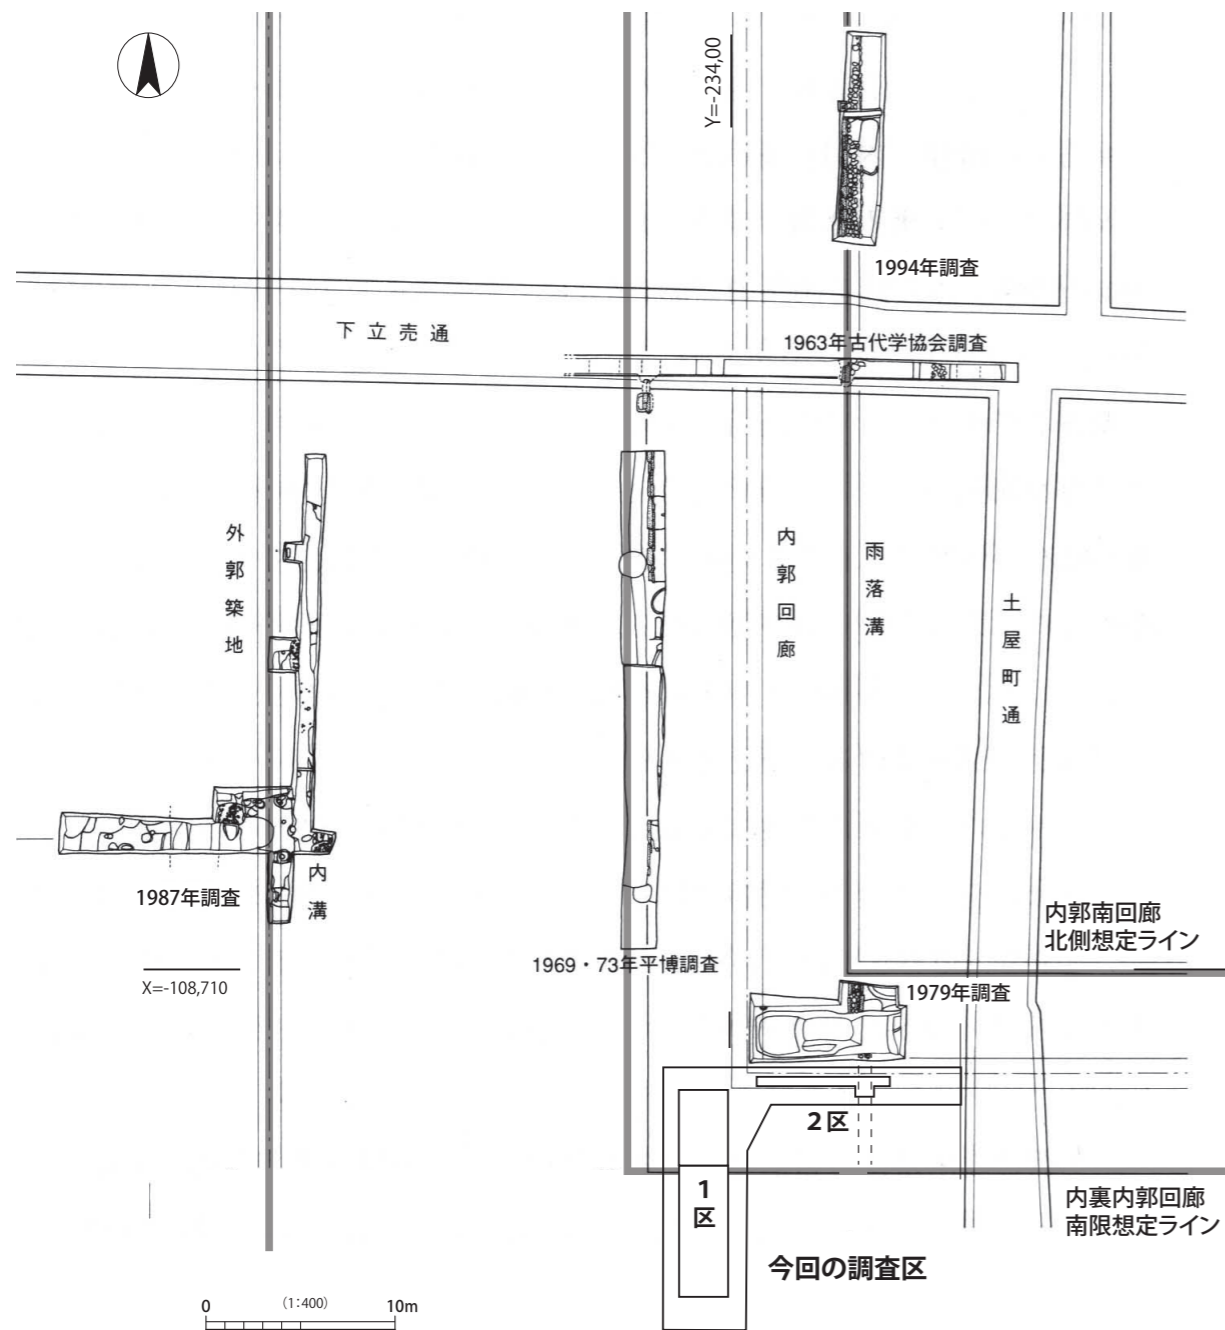 Y=-234,00
1994年調査
下立売通
1963年古代学協会調査
外郭築地
内郭回廊
雨落溝
土屋町通
内溝
1987年調査
X=-108,710
1969・73年平博調査
1979年調査
内郭南回廊
北側想定ライン
2区
1区
内裏内郭回廊
南限想定ライン
今回の調査区
0 (1:400) 10m